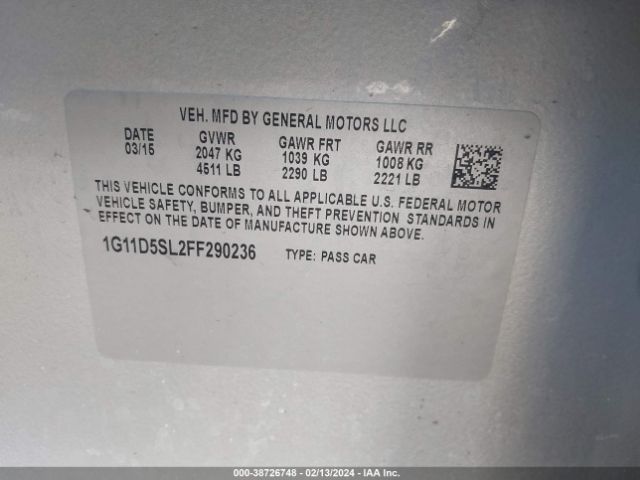 VEH. MFD BY GENERAL MOTORS LLC
DATE GVWR GAWR FRT GAWR RR
03/15 2047 KG 1039 KG 1008 KG
4511 LB 2290 LB 2221 LB
THIS VEHICLE CONFORMS TO ALL APPLICABLE U.S. FEDERAL MOTOR
VEHICLE SAFETY, BUMPER, AND THEFT PREVENTION STANDARDS IN
EFFECT ON THE DATE OF MANUFACTURE SHOWN ABOVE.
1G11D5SL2FF290236 TYPE: PASS CAR
000-38726748 - 02/13/2024 - IAA Inc.